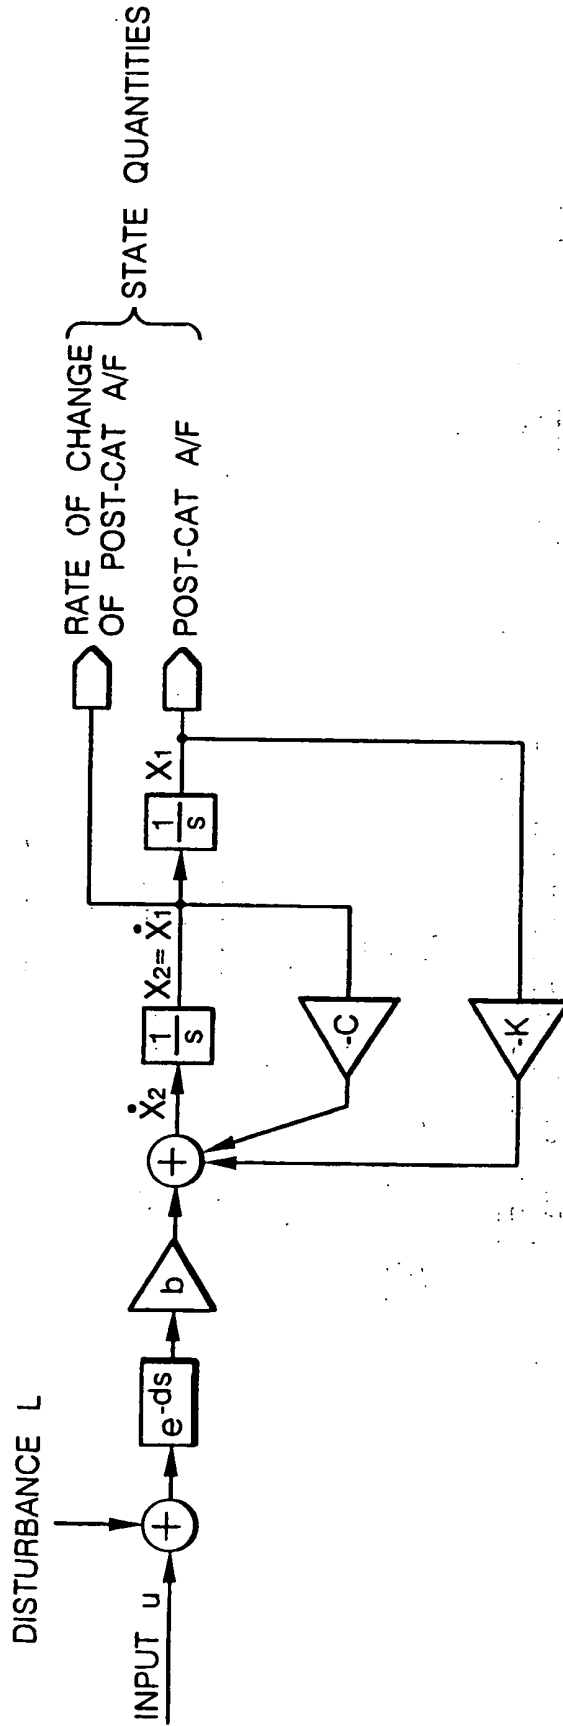 DISTURBANCE L
INPUT u
+
e-ds
b
+
Ẋ2
1
s
X2=Ẋ1
1
s
X1
-C
-K
RATE OF CHANGE
OF POST-CAT A/F
POST-CAT A/F
STATE QUANTITIES